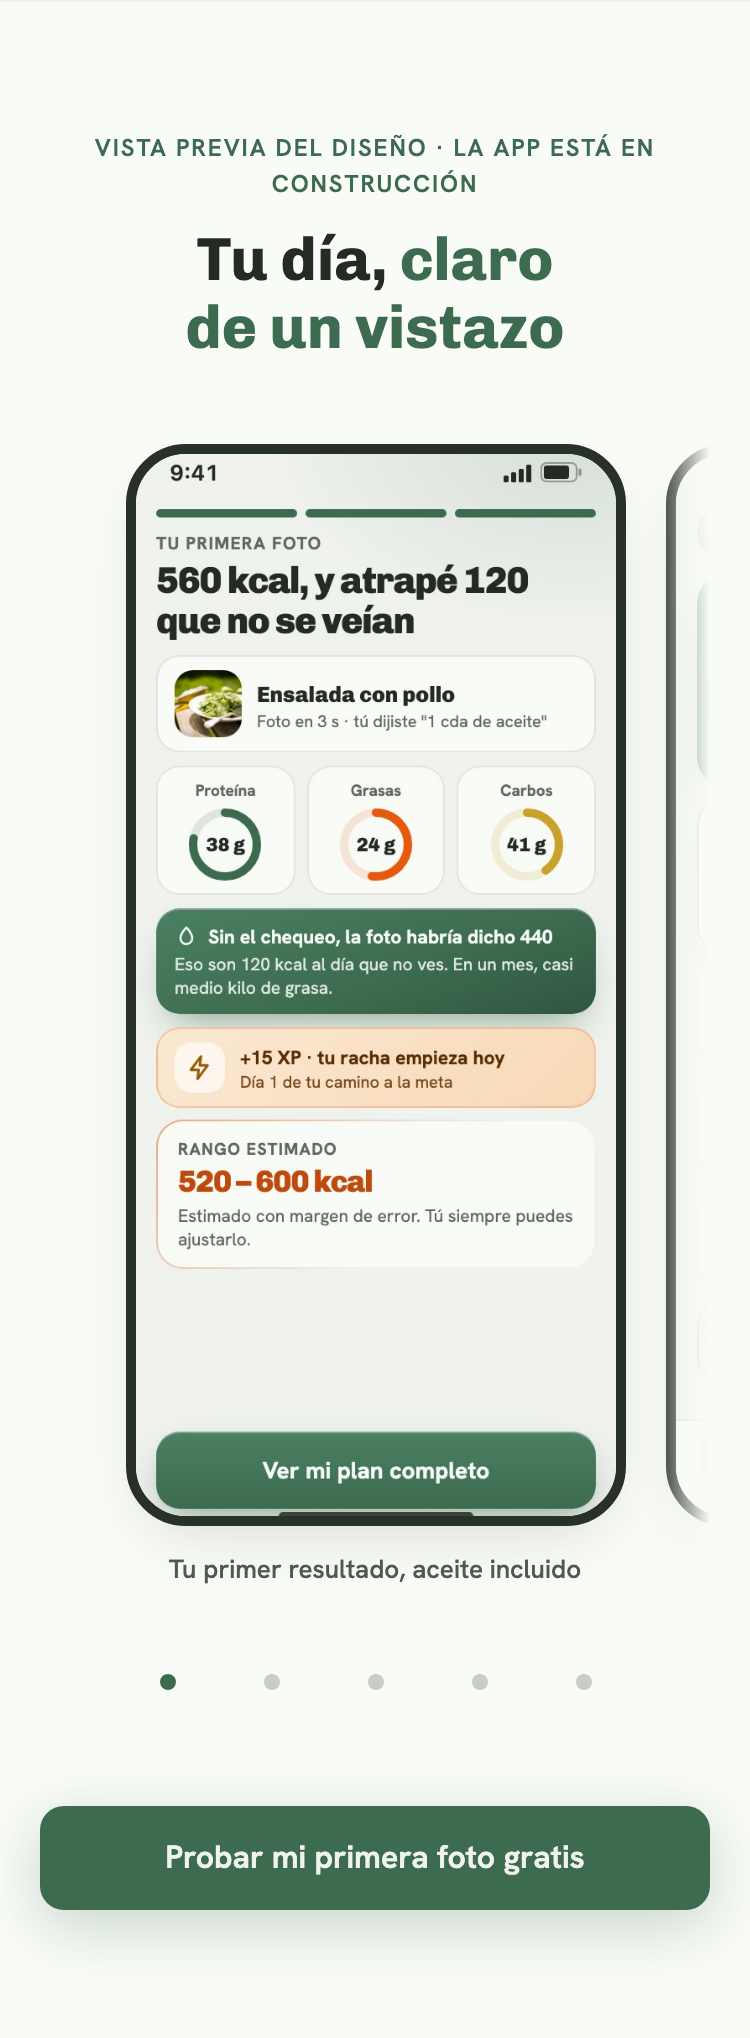 VISTA PREVIA DEL DISEÑO · LA APP ESTÁ EN
CONSTRUCCIÓN
Tu día, claro
de un vistazo
9:41
TU PRIMERA FOTO
560 kcal, y atrapé 120
que no se veían
Ensalada con pollo
Foto en 3 s · tú dijiste "1 cda de aceite"
Proteína
38 g
Grasas
24 g
Carbos
41 g
Sin el chequeo, la foto habría dicho 440
Eso son 120 kcal al día que no ves. En un mes, casi
medio kilo de grasa.
+15 XP · tu racha empieza hoy
Día 1 de tu camino a la meta
RANGO ESTIMADO
520 – 600 kcal
Estimado con margen de error. Tú siempre puedes
ajustarlo.
Ver mi plan completo
Tu primer resultado, aceite incluido
Probar mi primera foto gratis